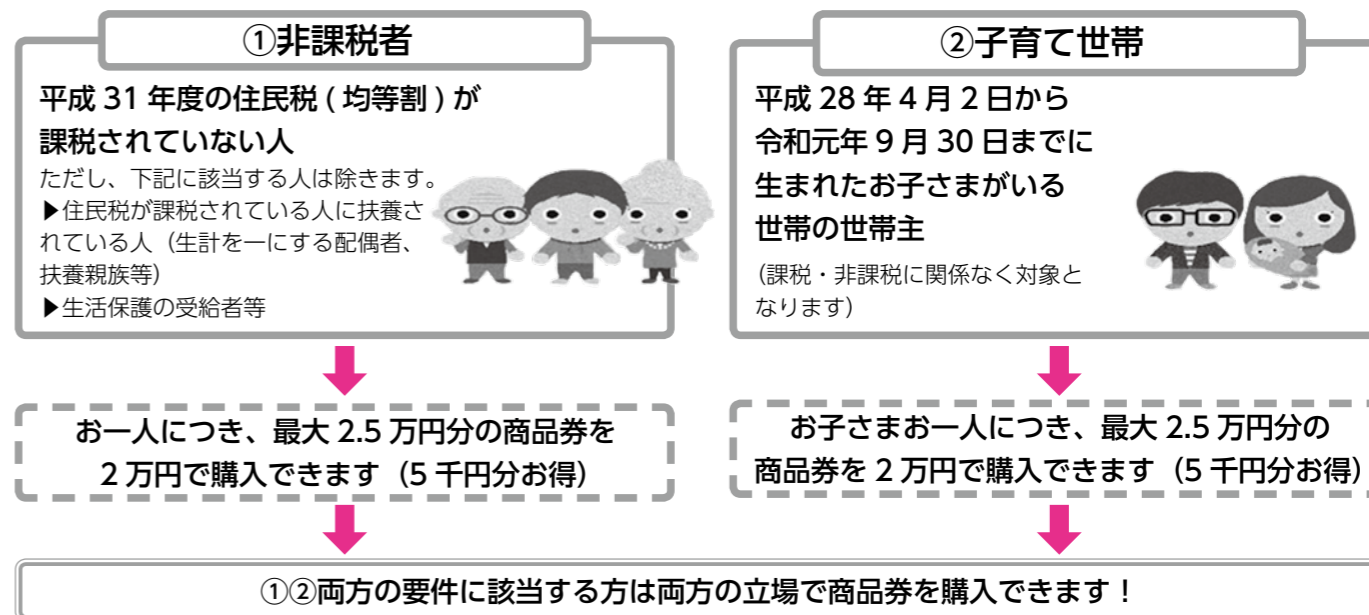 ①非課税者
平成 31 年度の住民税 ( 均等割 ) が
課税されていない人
ただし、下記に該当する人は除きます。
▶住民税が課税されている人に扶養さ
れている人（生計を一にする配偶者、
扶養親族等）
▶生活保護の受給者等
②子育て世帯
平成 28 年 4 月 2 日から
令和元年 9 月 30 日までに
生まれたお子さまがいる
世帯の世帯主
（課税・非課税に関係なく対象と
なります）
お一人につき、最大 2.5 万円分の商品券を
2 万円で購入できます（5 千円分お得）
お子さまお一人につき、最大 2.5 万円分の
商品券を 2 万円で購入できます（5 千円分お得）
①②両方の要件に該当する方は両方の立場で商品券を購入できます！